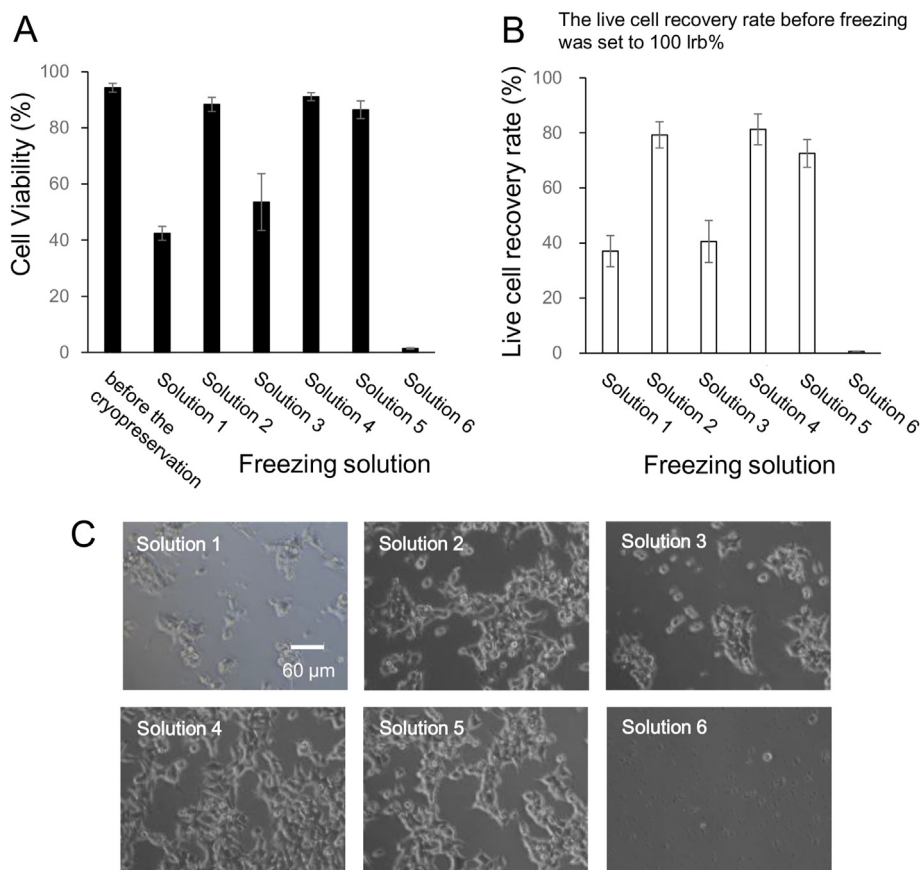 A
Cell Viability (%)
100
80
60
40
20
0
before the
cryopreservation
Solution 1
Solution 2
Solution 3
Solution 4
Solution 5
Solution 6
Freezing solution
B
The live cell recovery rate before freezing
was set to 100 lrb%
Live cell recovery rate (%)
100
80
60
40
20
0
Solution 1
Solution 2
Solution 3
Solution 4
Solution 5
Solution 6
Freezing solution
C
Solution 1
60 μm
Solution 2
Solution 3
Solution 4
Solution 5
Solution 6